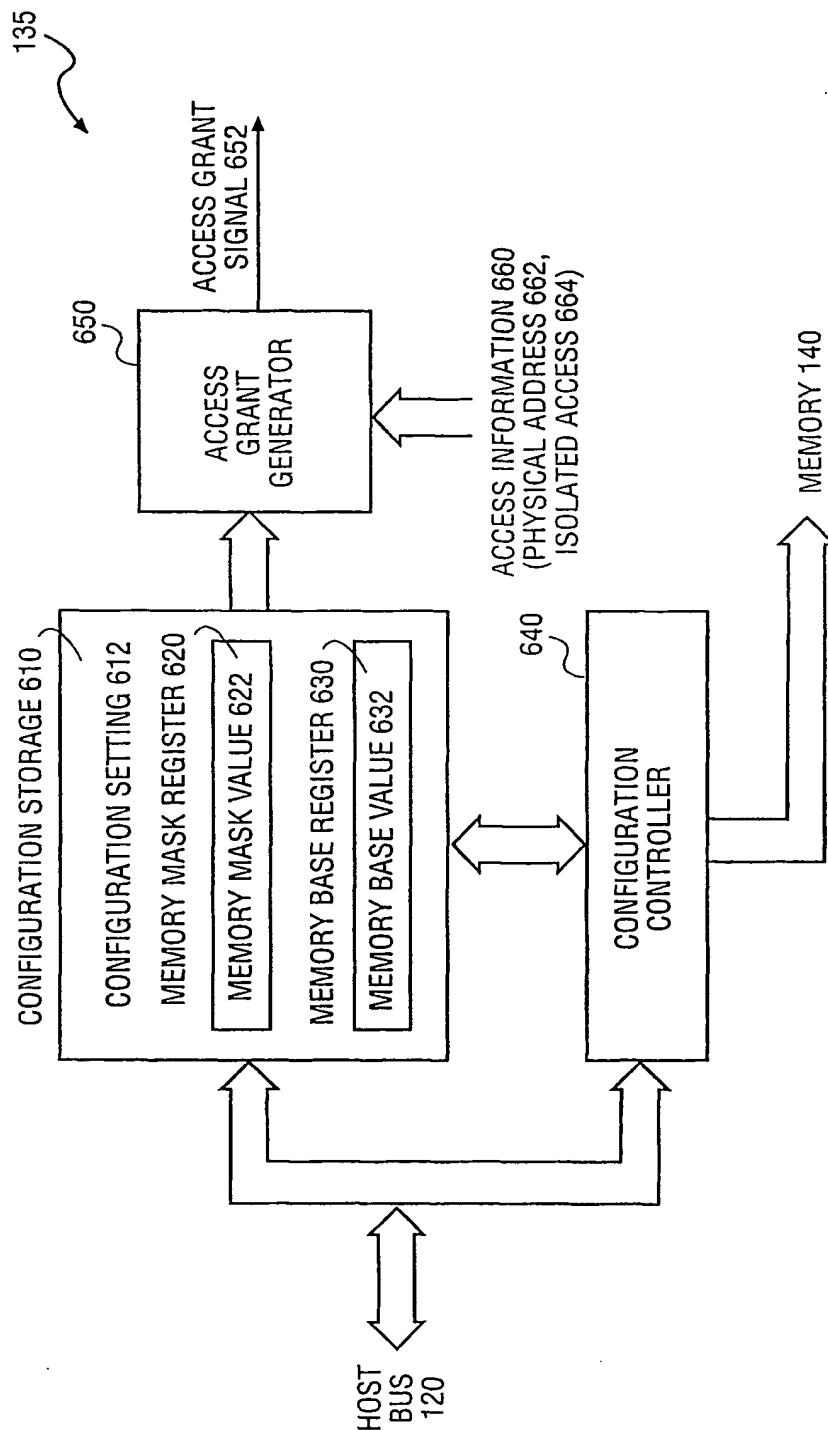 135
CONFIGURATION STORAGE 610
CONFIGURATION SETTING 612
MEMORY MASK REGISTER 620
MEMORY MASK VALUE 622
MEMORY BASE REGISTER 630
MEMORY BASE VALUE 632
650
ACCESS
GRANT
GENERATOR
ACCESS GRANT
SIGNAL 652
ACCESS INFORMATION 660
(PHYSICAL ADDRESS 662,
ISOLATED ACCESS 664)
HOST
BUS
120
640
CONFIGURATION
CONTROLLER
MEMORY 140